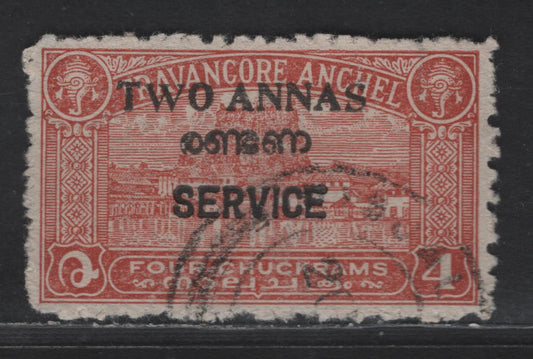 TRAVANCORE ANCHEL
TWO ANNAS
രണ്ടണ
SERVICE
FOUR CHUCKRAMS
4